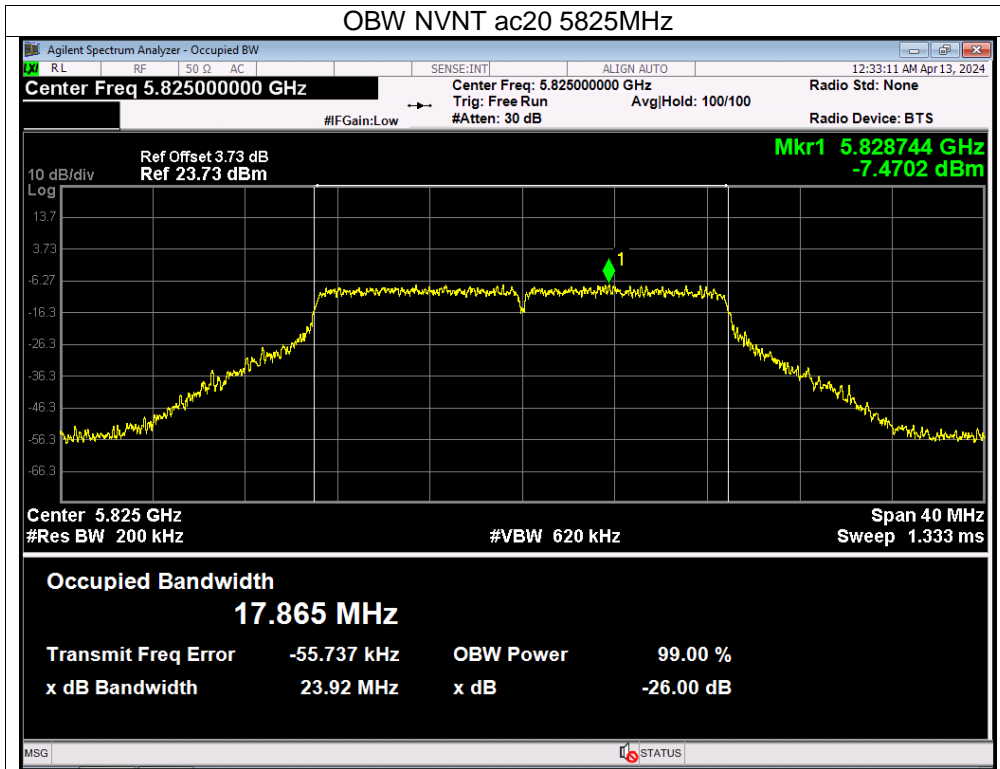 OBW NVNT ac20 5825MHz
Agilent Spectrum Analyzer - Occupied BW
LXI RL RF 50 Ω AC SENSE:INT ALIGN AUTO 12:33:11 AM Apr 13, 2024
Center Freq 5.825000000 GHz Center Freq: 5.825000000 GHz Radio Std: None
Trig: Free Run Avg|Hold: 100/100
#IFGain:Low #Atten: 30 dB Radio Device: BTS
Mkr1 5.828744 GHz
-7.4702 dBm
Ref Offset 3.73 dB
10 dB/div Ref 23.73 dBm
Log
13.7
3.73
1
-6.27
-16.3
-26.3
-36.3
-46.3
-56.3
-66.3
Center 5.825 GHz Span 40 MHz
#Res BW 200 kHz #VBW 620 kHz Sweep 1.333 ms
Occupied Bandwidth
17.865 MHz
Transmit Freq Error -55.737 kHz OBW Power 99.00 %
x dB Bandwidth 23.92 MHz x dB -26.00 dB
MSG STATUS